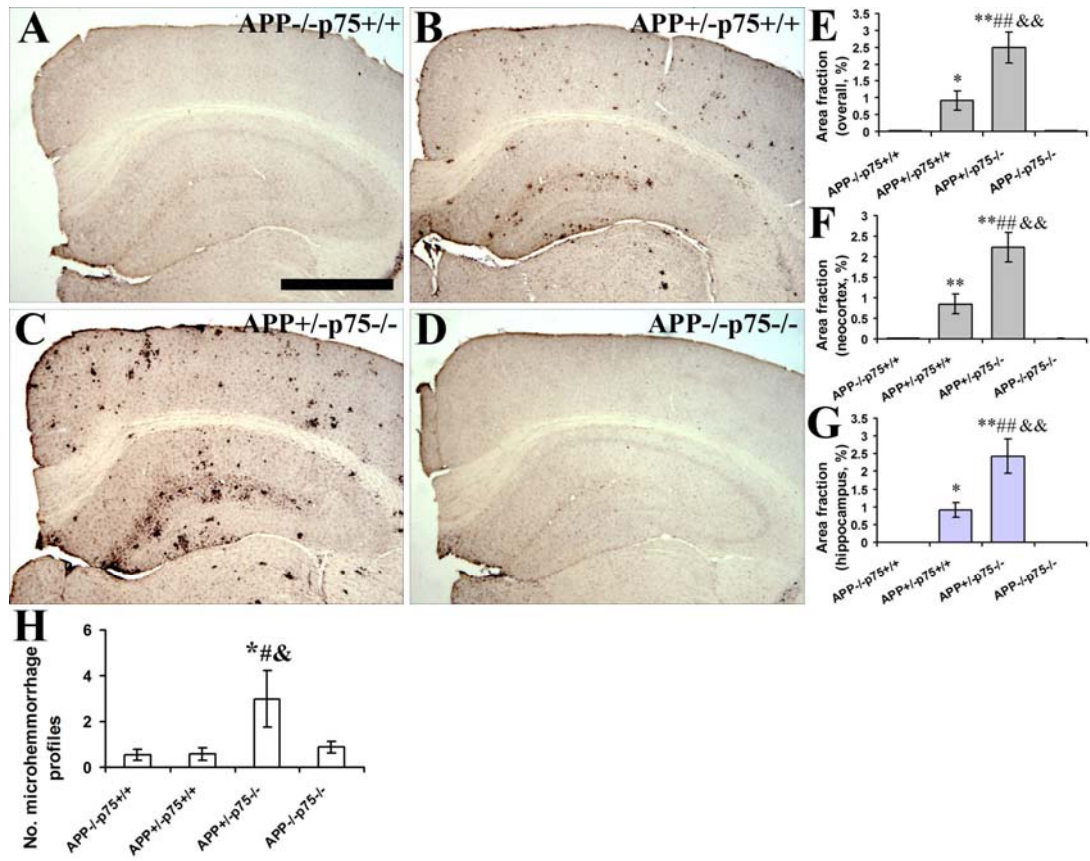 A
APP-/-p75+/+
B
APP+/-p75+/+
C
APP+/-p75-/-
D
APP-/-p75-/-
E
Area fraction
(overall, %)
3.5
3
2.5
2
1.5
1
0.5
0
*
**## &&
APP-/-p75+/+
APP+/-p75+/+
APP+/-p75-/-
APP-/-p75-/-
F
Area fraction
(neocortex, %)
3
2.5
2
1.5
1
0.5
0
**
**## &&
APP-/-p75+/+
APP+/-p75+/+
APP+/-p75-/-
APP-/-p75-/-
G
Area fraction
(hippocampus, %)
3.5
3
2.5
2
1.5
1
0.5
0
*
**## &&
APP-/-p75+/+
APP+/-p75+/+
APP+/-p75-/-
APP-/-p75-/-
H
No. microhemmorrhage
profiles
6
4
2
0
*#&
APP-/-p75+/+
APP+/-p75+/+
APP+/-p75-/-
APP-/-p75-/-